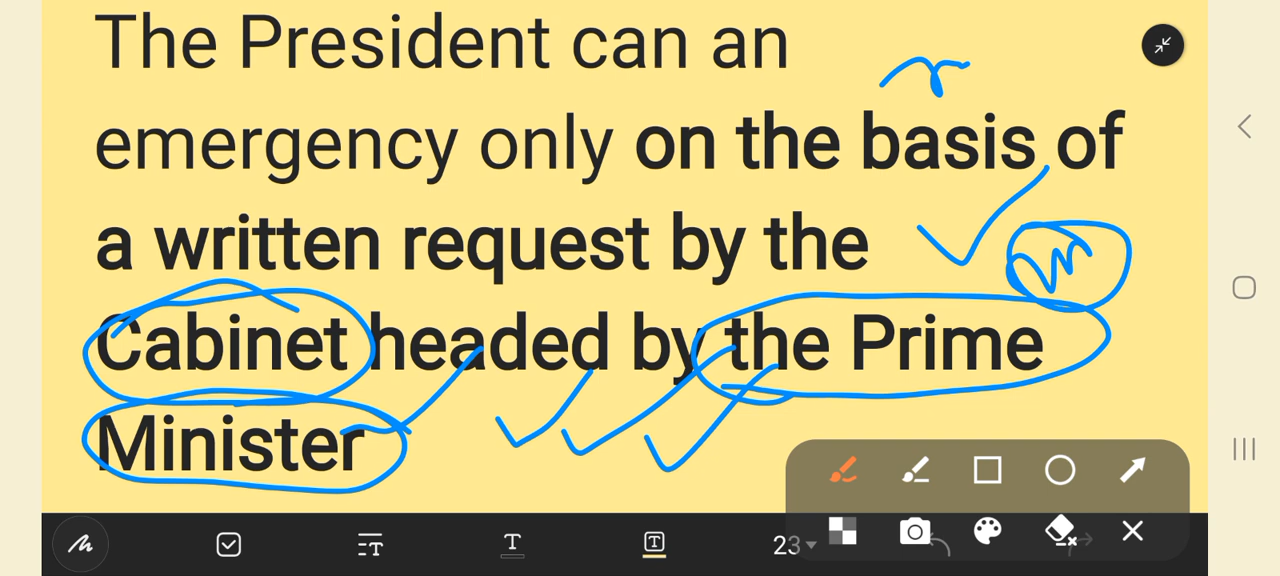 The President can an
emergency only on the basis of
a written request by the
Cabinet headed by the Prime
Minister
23